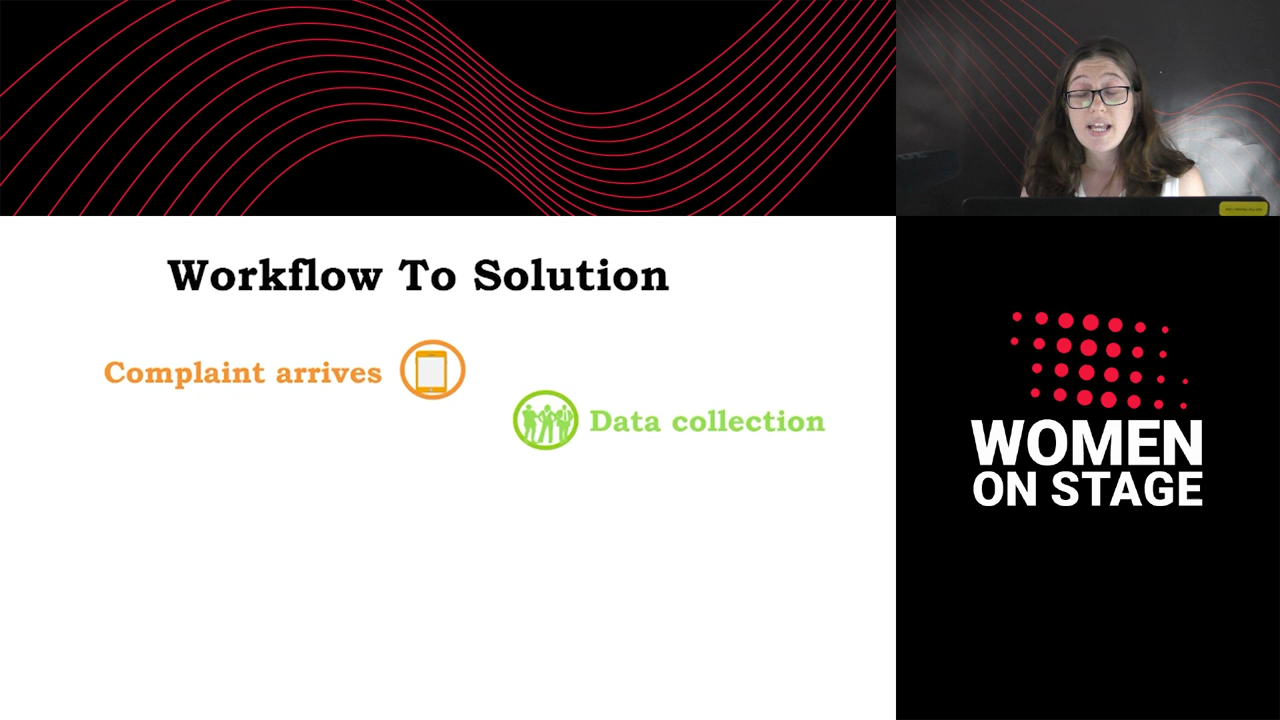 Workflow To Solution
Complaint arrives
Data collection
WOMEN
ON STAGE